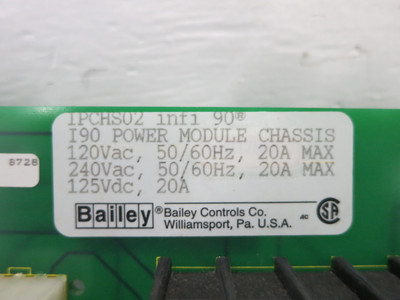 IPCHS02 infi 90®
I90 POWER MODULE CHASSIS
120Vac, 50/60Hz, 20A MAX
240Vac, 50/60Hz, 20A MAX
125Vdc, 20A
8728
Bailey® Bailey Controls Co.
Williamsport, Pa. U.S.A.